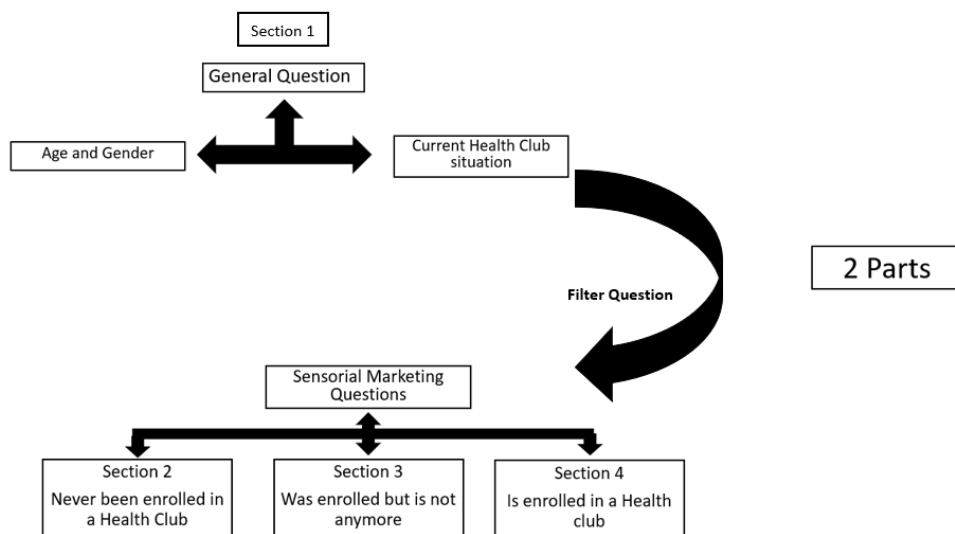 Section 1
General Question
Age and Gender
Current Health Club
situation
2 Parts
Filter Question
Sensorial Marketing
Questions
Section 2
Never been enrolled in
a Health Club
Section 3
Was enrolled but is not
anymore
Section 4
Is enrolled in a Health
club